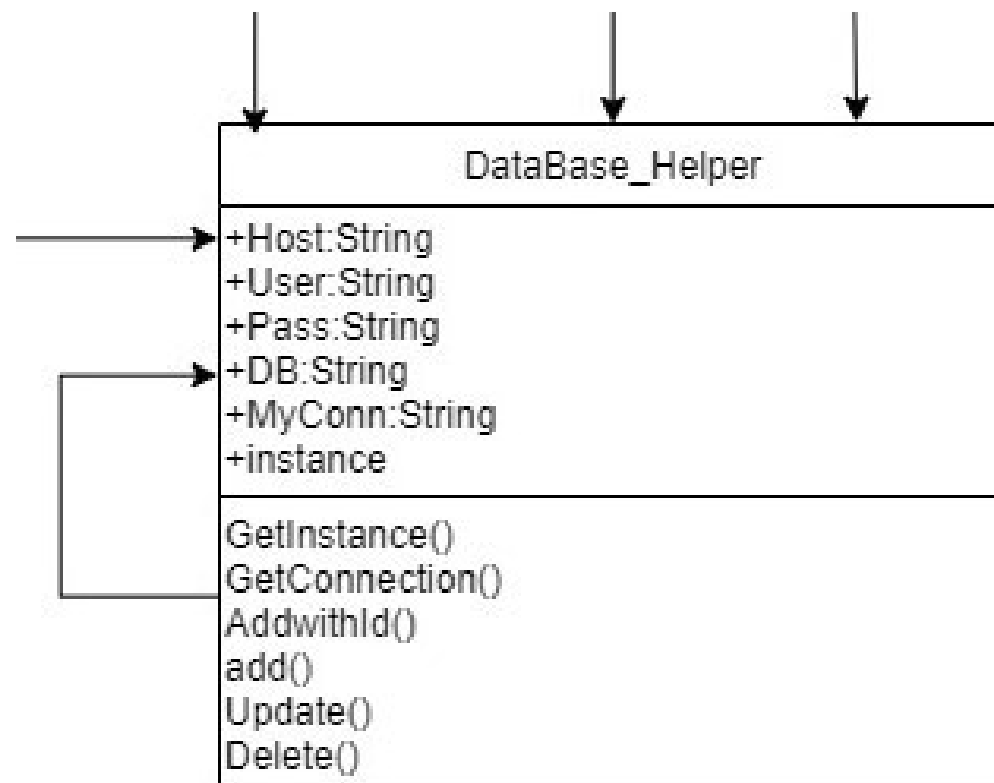 DataBase_Helper
+Host:String
+User:String
+Pass:String
+DB:String
+MyConn:String
+instance
GetInstance()
GetConnection()
AddwithId()
add()
Update()
Delete()